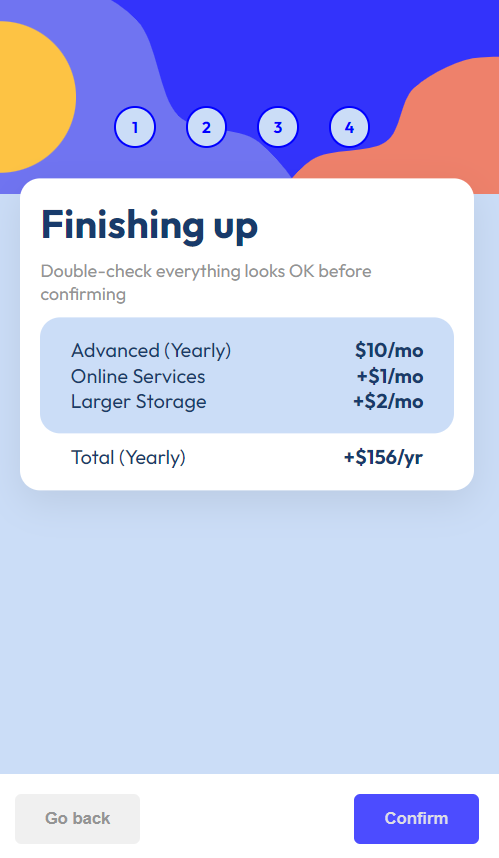 1 2 3 4
Finishing up
Double-check everything looks OK before
confirming
Advanced (Yearly) $10/mo
Online Services +$1/mo
Larger Storage +$2/mo
Total (Yearly) +$156/yr
Go back Confirm